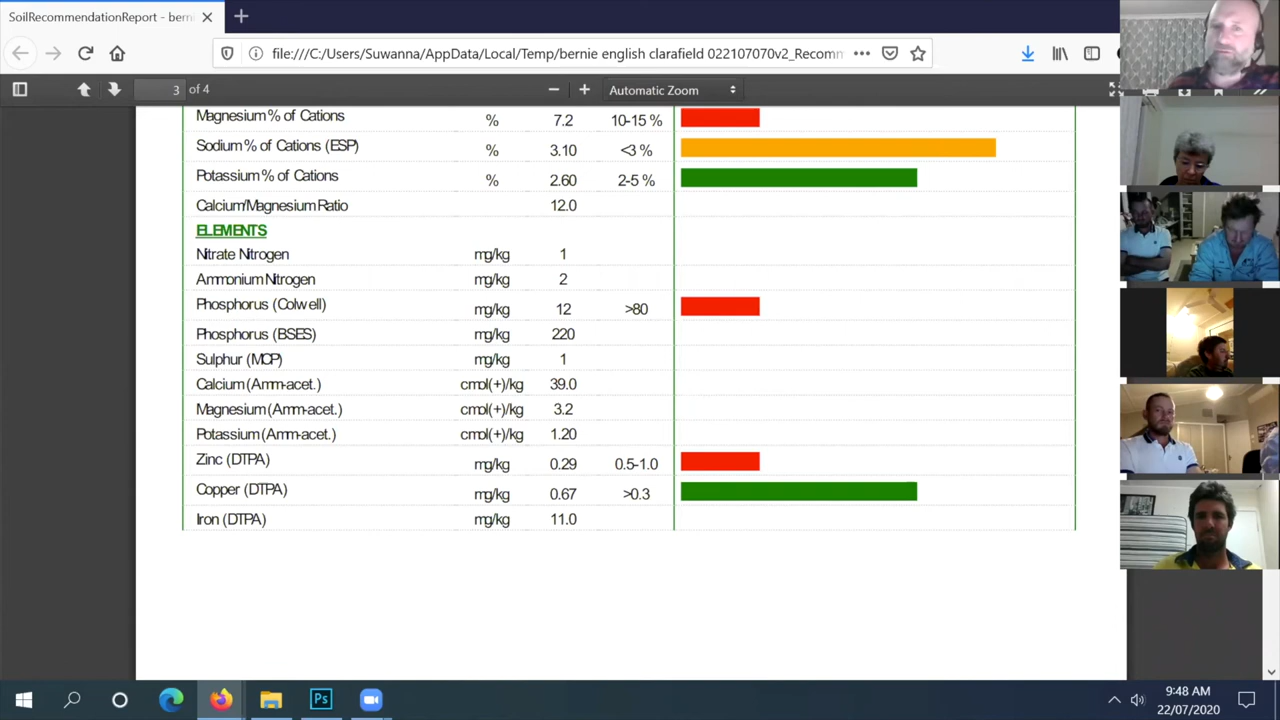 SoilRecommendationReport - berni
file:///C:/Users/Suwanna/AppData/Local/Temp/bernie english clarafield 022107070v2_Recomm
3 of 4
Automatic Zoom
Magnesium % of Cations % 7.2 10-15 %
Sodium % of Cations (ESP) % 3.10 <3 %
Potassium % of Cations % 2.60 2-5 %
Calcium/Magnesium Ratio 12.0
ELEMENTS
Nitrate Nitrogen mg/kg 1
Ammonium Nitrogen mg/kg 2
Phosphorus (Colwell) mg/kg 12 >80
Phosphorus (BSES) mg/kg 220
Sulphur (MCP) mg/kg 1
Calcium (Amm-acet.) cmol(+)/kg 39.0
Magnesium (Amm-acet.) cmol(+)/kg 3.2
Potassium (Amm-acet.) cmol(+)/kg 1.20
Zinc (DTPA) mg/kg 0.29 0.5-1.0
Copper (DTPA) mg/kg 0.67 >0.3
Iron (DTPA) mg/kg 11.0
Ps
9:48 AM
22/07/2020